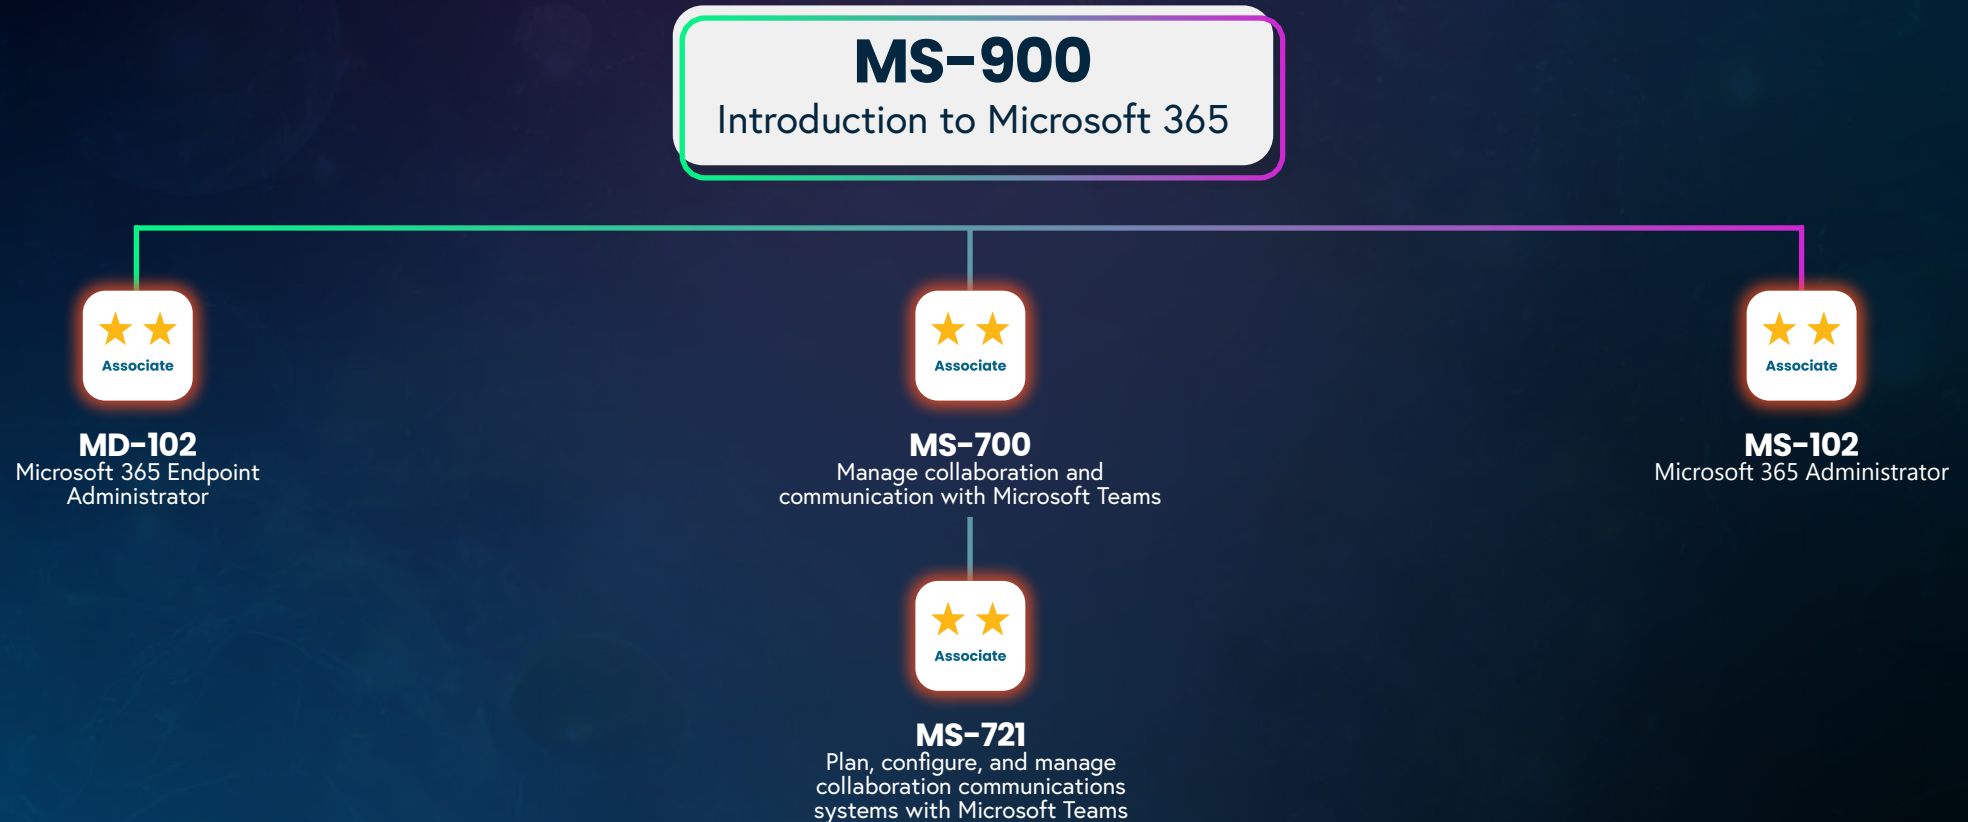 MS-900
Introduction to Microsoft 365
Associate
MD-102
Microsoft 365 Endpoint
Administrator
Associate
MS-700
Manage collaboration and
communication with Microsoft Teams
Associate
MS-102
Microsoft 365 Administrator
Associate
MS-721
Plan, configure, and manage
collaboration communications
systems with Microsoft Teams